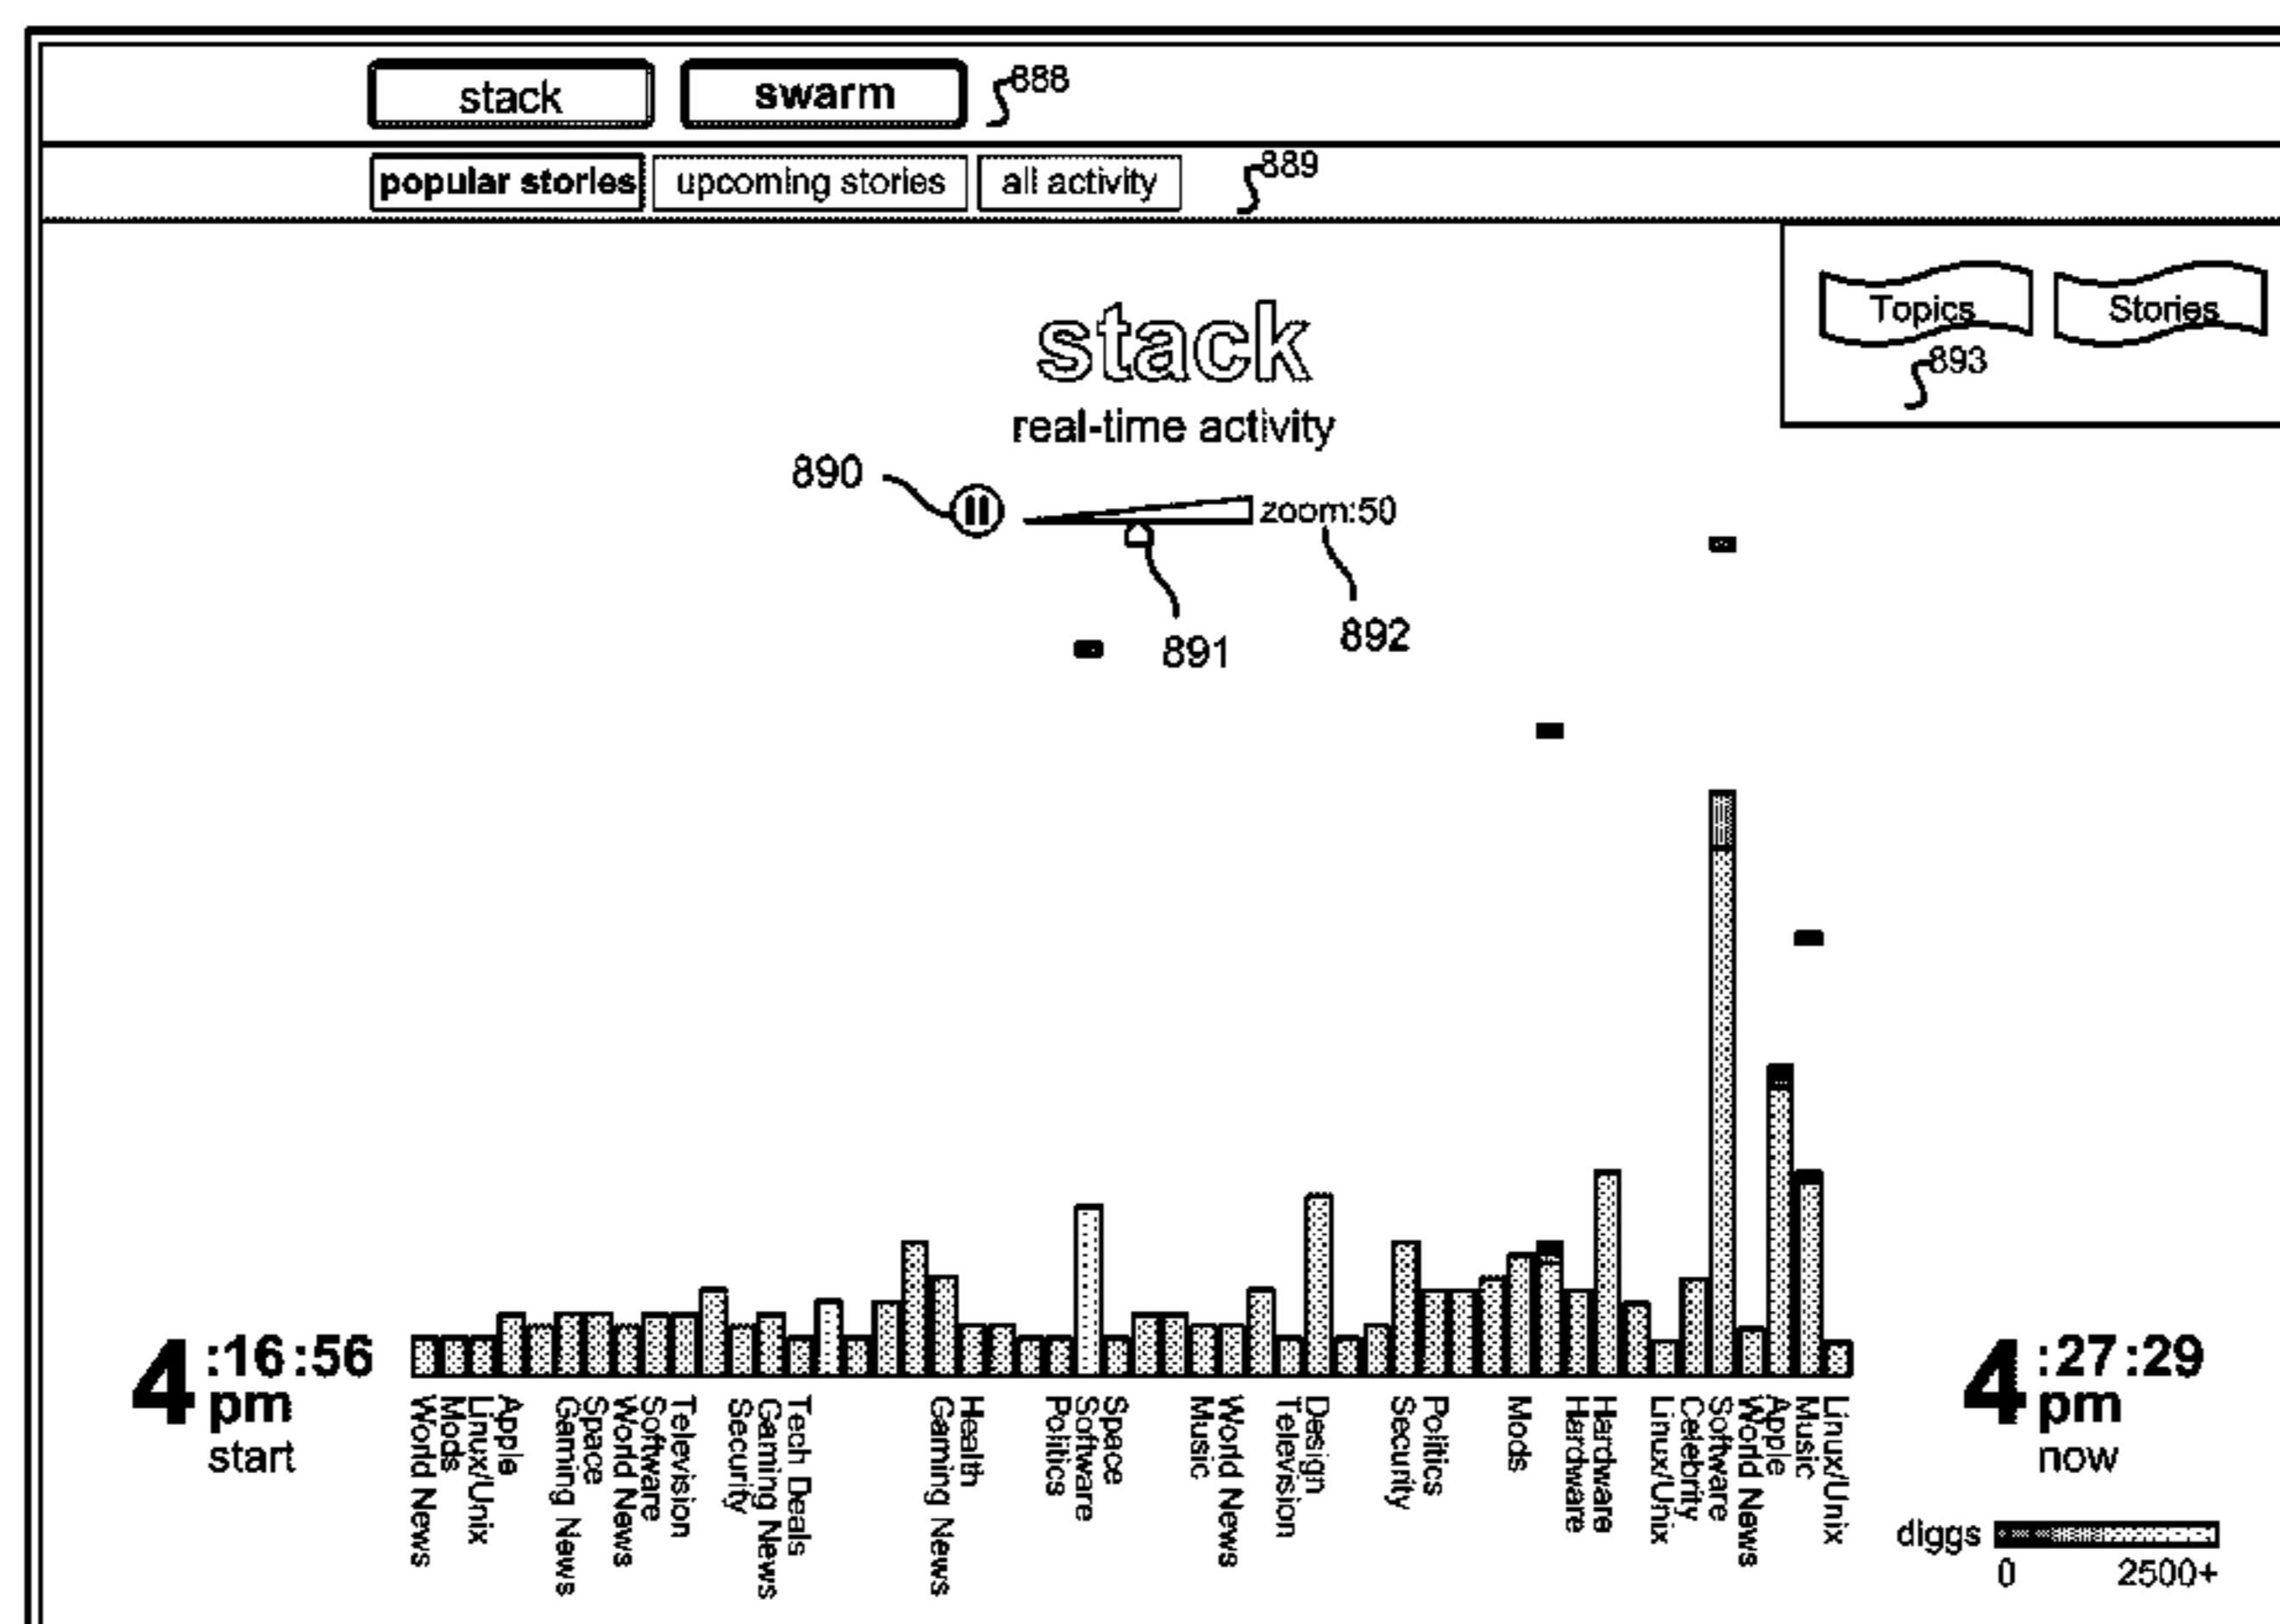 stack swarm 888
popular stories upcoming stories all activity 889
Topics Stories
893
stack
real-time activity
890
zoom:50
891
892
4 :16:56
pm
start
World News
Mods
Linux/Unix
Apple
Gaming News
Space
World News
Software
Television
Security
Gaming News
Tech Deals
Gaming News
Health
Politics
Software
Space
Music
World News
Television
Design
Security
Politics
Mods
Hardware
Hardware
Linux/Unix
Celebrity
Software
World News
Apple
Music
Linux/Unix
4 :27:29
pm
now
diggs
0 2500+